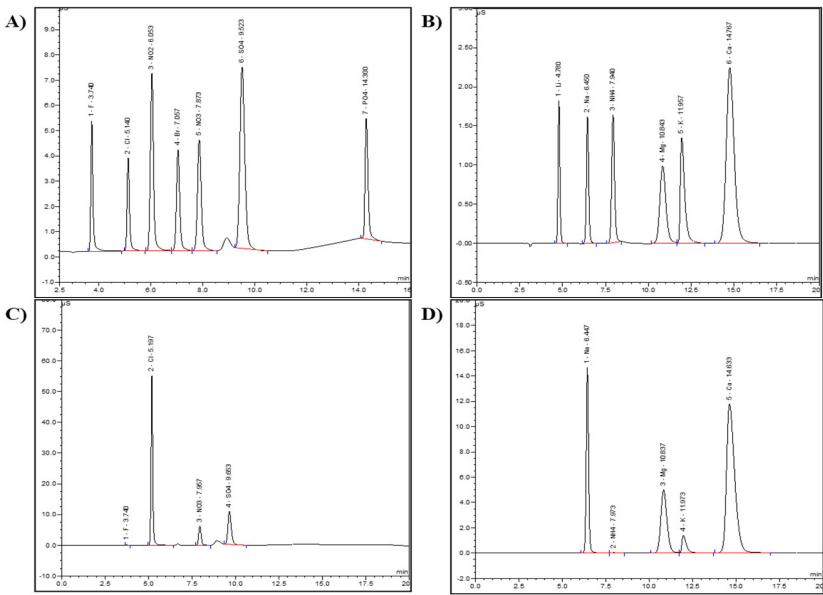 A)
µS
9.0
8.0
7.0
6.0
5.0
4.0
3.0
2.0
1.0
0.0
-1.0
1 - F - 3.740
2 - Cl - 5.140
3 - NO2 - 6.053
4 - Br - 7.057
5 - NO3 - 7.873
6 - SO4 - 9.523
7 - PO4 - 14.300
min
2.5 4.0 6.0 8.0 10.0 12.0 14.0 16
B)
3.00
µS
2.50
2.00
1.50
1.00
0.50
-0.00
-0.50
1 - Li - 4.780
2 - Na - 6.450
3 - NH4 - 7.940
4 - Mg - 10.843
5 - K - 11.957
6 - Ca - 14.767
min
0.0 2.5 5.0 7.5 10.0 12.5 15.0 17.5 20
C)
µS
70.0
60.0
50.0
40.0
30.0
20.0
10.0
0.0
-10.0
1 - F - 3.740
2 - Cl - 5.197
3 - NO3 - 7.957
4 - SO4 - 9.653
min
0.0 2.5 5.0 7.5 10.0 12.5 15.0 17.5 20.0
D)
20.0
µS
18.0
16.0
14.0
12.0
10.0
8.0
6.0
4.0
2.0
0.0
-2.0
1 - Na - 6.447
2 - NH4 - 7.973
3 - Mg - 10.837
4 - K - 11.973
5 - Ca - 14.633
min
0.0 2.5 5.0 7.5 10.0 12.5 15.0 17.5 20